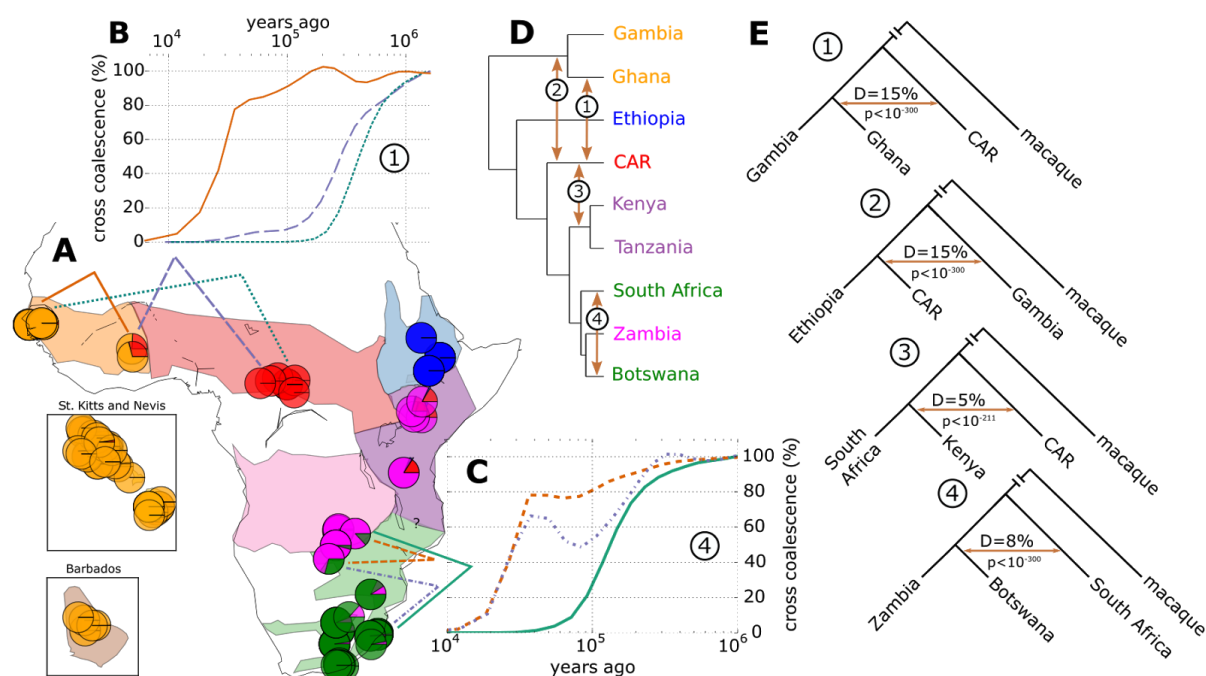 B
years ago
10⁴
10⁵
10⁶
cross coalescence (%)
100
80
60
40
20
0
1
A
St. Kitts and Nevis
Barbados
?
C
cross coalescence (%)
100
80
60
40
20
0
4
10⁴
10⁵
10⁶
years ago
D
Gambia
Ghana
Ethiopia
CAR
Kenya
Tanzania
South Africa
Zambia
Botswana
2
1
3
4
E
1
D=15%
p<10⁻³⁰⁰
Gambia
Ghana
CAR
macaque
2
D=15%
p<10⁻³⁰⁰
Ethiopia
CAR
Gambia
macaque
3
D=5%
p<10⁻²¹¹
South
Africa
Kenya
CAR
macaque
4
D=8%
p<10⁻³⁰⁰
Zambia
Botswana
South Africa
macaque